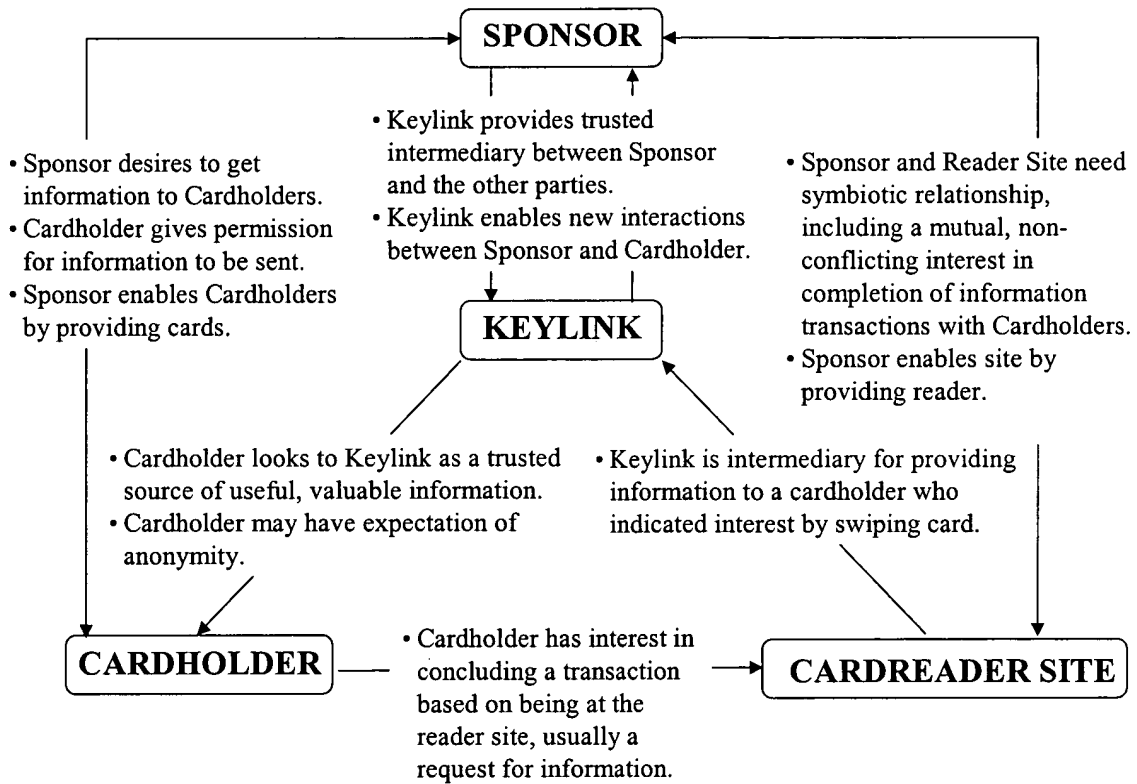 SPONSOR
• Sponsor desires to get
information to Cardholders.
• Cardholder gives permission
for information to be sent.
• Sponsor enables Cardholders
by providing cards.
• Keylink provides trusted
intermediary between Sponsor
and the other parties.
• Keylink enables new interactions
between Sponsor and Cardholder.
• Sponsor and Reader Site need
symbiotic relationship,
including a mutual, non-
conflicting interest in
completion of information
transactions with Cardholders.
• Sponsor enables site by
providing reader.
KEYLINK
• Cardholder looks to Keylink as a trusted
source of useful, valuable information.
• Cardholder may have expectation of
anonymity.
• Keylink is intermediary for providing
information to a cardholder who
indicated interest by swiping card.
CARDHOLDER
• Cardholder has interest in
concluding a transaction
based on being at the
reader site, usually a
request for information.
CARDREADER SITE